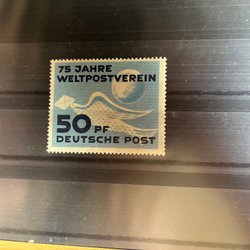 75 JAHRE
WELTPOSTVEREIN
50 PF
DEUTSCHE POST